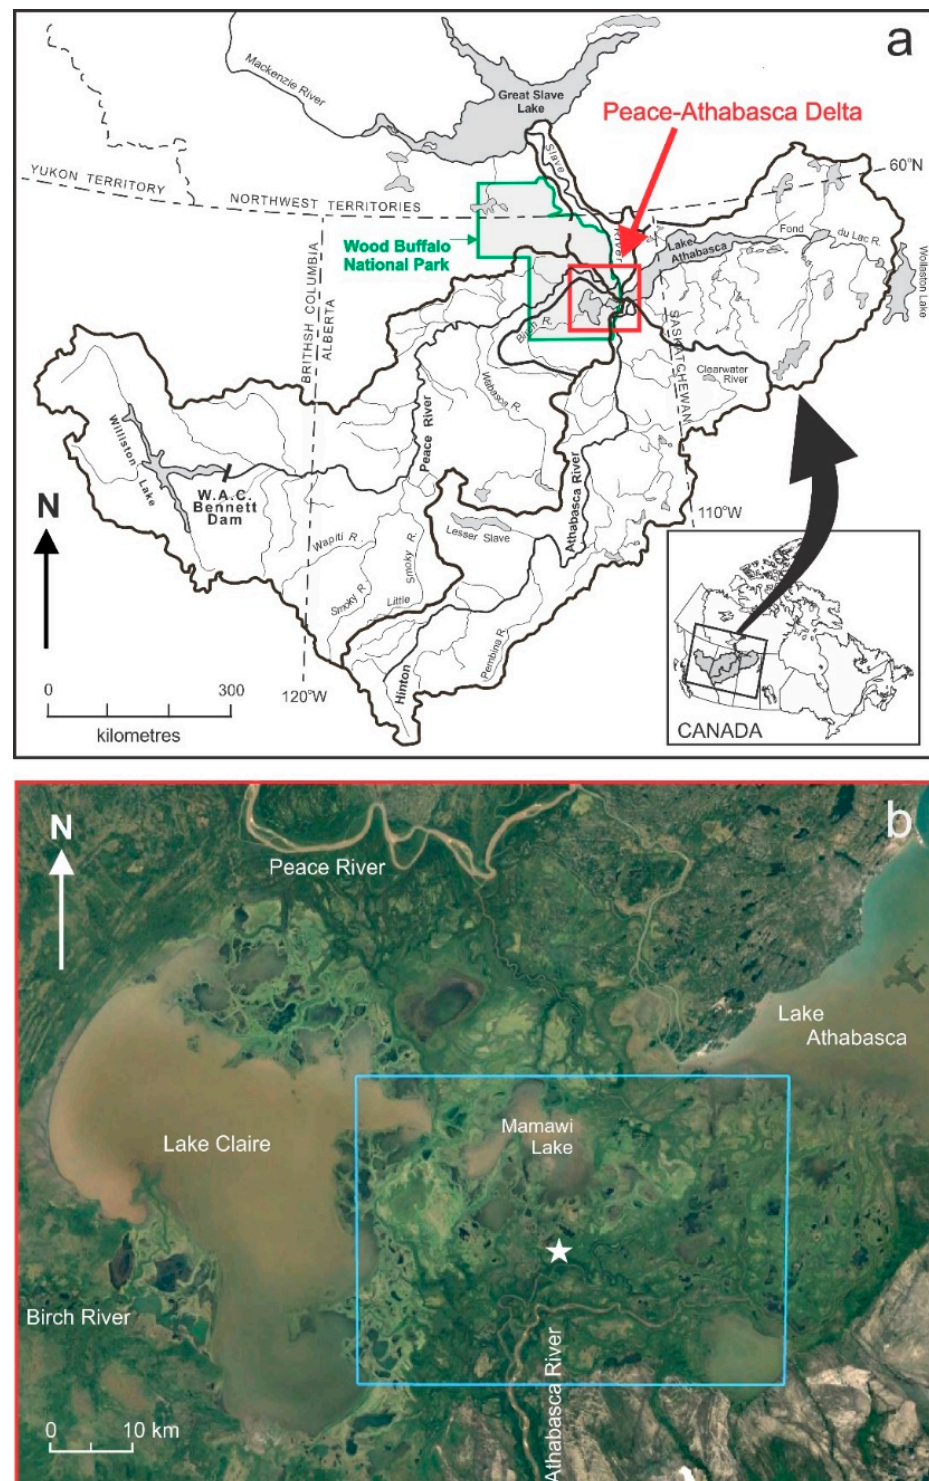 a
Mackenzie River
Great Slave
Lake
Peace-Athabasca Delta
Slave
River
60°N
YUKON TERRITORY
NORTHWEST TERRITORIES
Wood Buffalo
National Park
Lake
Athabasca
Fond
du Lac R.
Wollaston Lake
BRITHSH COLUMBIA
ALBERTA
SASKATCHEWAN
Birch R.
Clearwater
River
Wabasca R.
Peace River
Williston
Lake
W.A.C.
Bennett
Dam
Athabasca River
N
110°W
Lesser Slave
Wapiti R.
Smoky R.
Little
Smoky R.
Pembina R.
Hinton
0 300
120°W
kilometres
CANADA
b
N
Peace River
Lake
Athabasca
Mamawi
Lake
Lake Claire
Birch River
Athabasca River
0 10 km